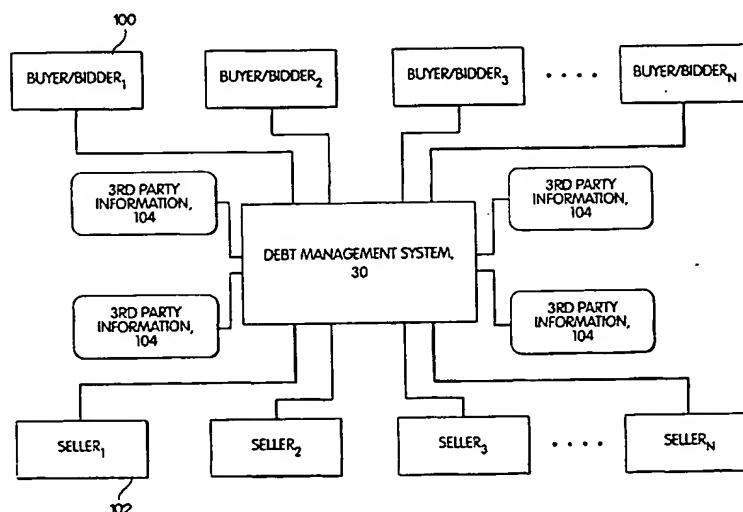 100
BUYER/BIDDER1
BUYER/BIDDER2
BUYER/BIDDER3
. . . .
BUYER/BIDDERN
3RD PARTY
INFORMATION,
104
3RD PARTY
INFORMATION,
104
DEBT MANAGEMENT SYSTEM,
30
3RD PARTY
INFORMATION,
104
3RD PARTY
INFORMATION,
104
SELLER1
SELLER2
SELLER3
. . . .
SELLERN
102